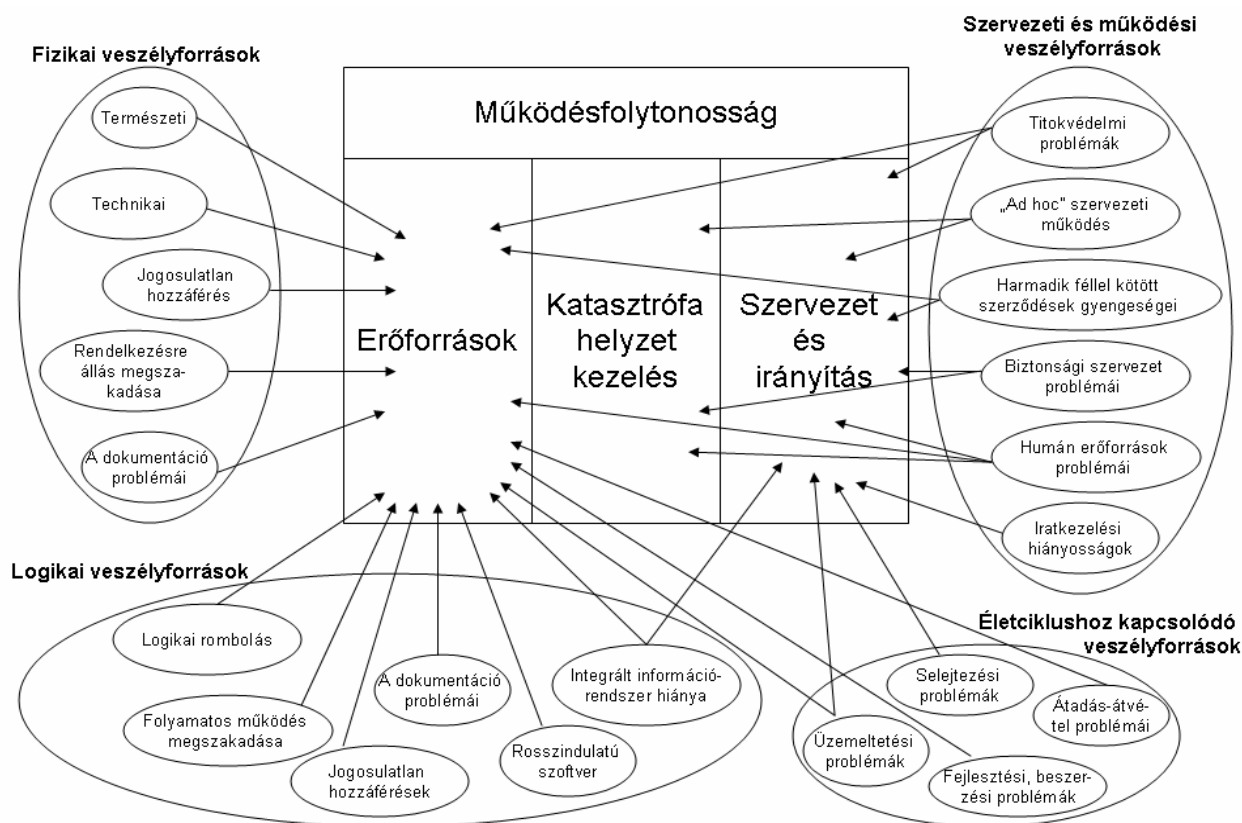 Fizikai veszélyforrások
Természeti
Technikai
Jogosulatlan
hozzáférés
Rendelkezésre
állás megsza-
kadása
A dokumentáció
problémái
Működésfolytonosság
Erőforrások
Katasztrófa
helyzet
kezelés
Szervezet
és
irányítás
Szervezeti és működési
veszélyforrások
Titokvédelmi
problémák
„Ad hoc" szervezeti
működés
Harmadik féllel kötött
szerződések gyengeségei
Biztonsági szervezet
problémái
Humán erőforrások
problémái
Iratkezelési
hiányosságok
Logikai veszélyforrások
Logikai rombolás
Folyamatos működés
megszakadása
Jogosulatlan
hozzáférések
A dokumentáció
problémái
Rosszindulatú
szoftver
Integrált információ-
rendszer hiánya
Életciklushoz kapcsolódó
veszélyforrások
Selejtezési
problémák
Átadás-átvé-
tel problémái
Üzemeltetési
problémák
Fejlesztési, beszer-
zési problémák